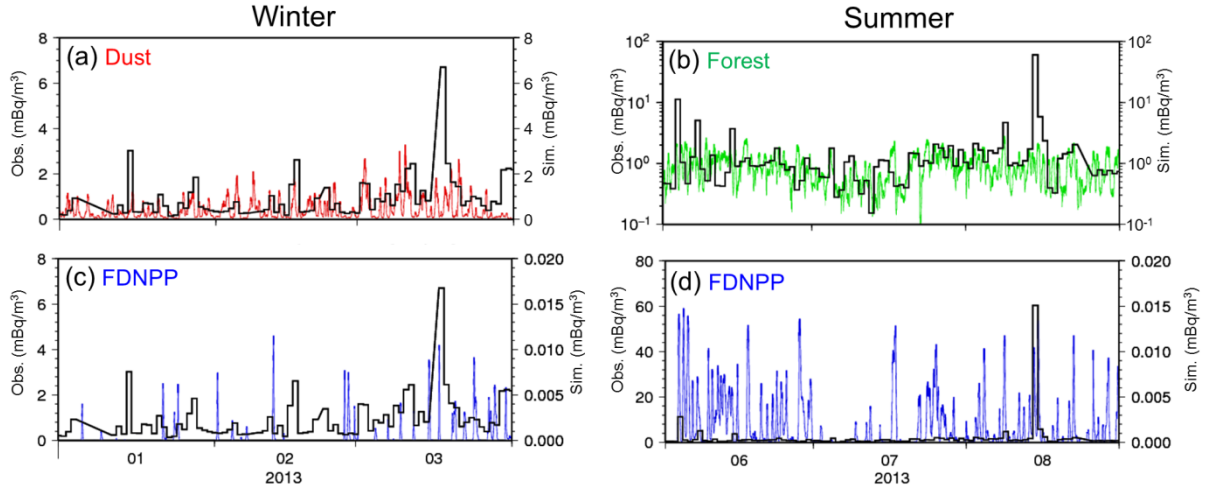 Winter
Summer
(a) Dust
8
6
4
2
0
Obs. (mBq/m³)
8
6
4
2
0
Sim. (mBq/m³)
(b) Forest
10²
10¹
10⁰
10⁻¹
Obs. (mBq/m³)
10²
10¹
10⁰
10⁻¹
Sim. (mBq/m³)
(c) FDNPP
8
6
4
2
0
Obs. (mBq/m³)
0.020
0.015
0.010
0.005
0.000
Sim. (mBq/m³)
01 02 03
2013
(d) FDNPP
80
60
40
20
0
Obs. (mBq/m³)
0.020
0.015
0.010
0.005
0.000
Sim. (mBq/m³)
06 07 08
2013